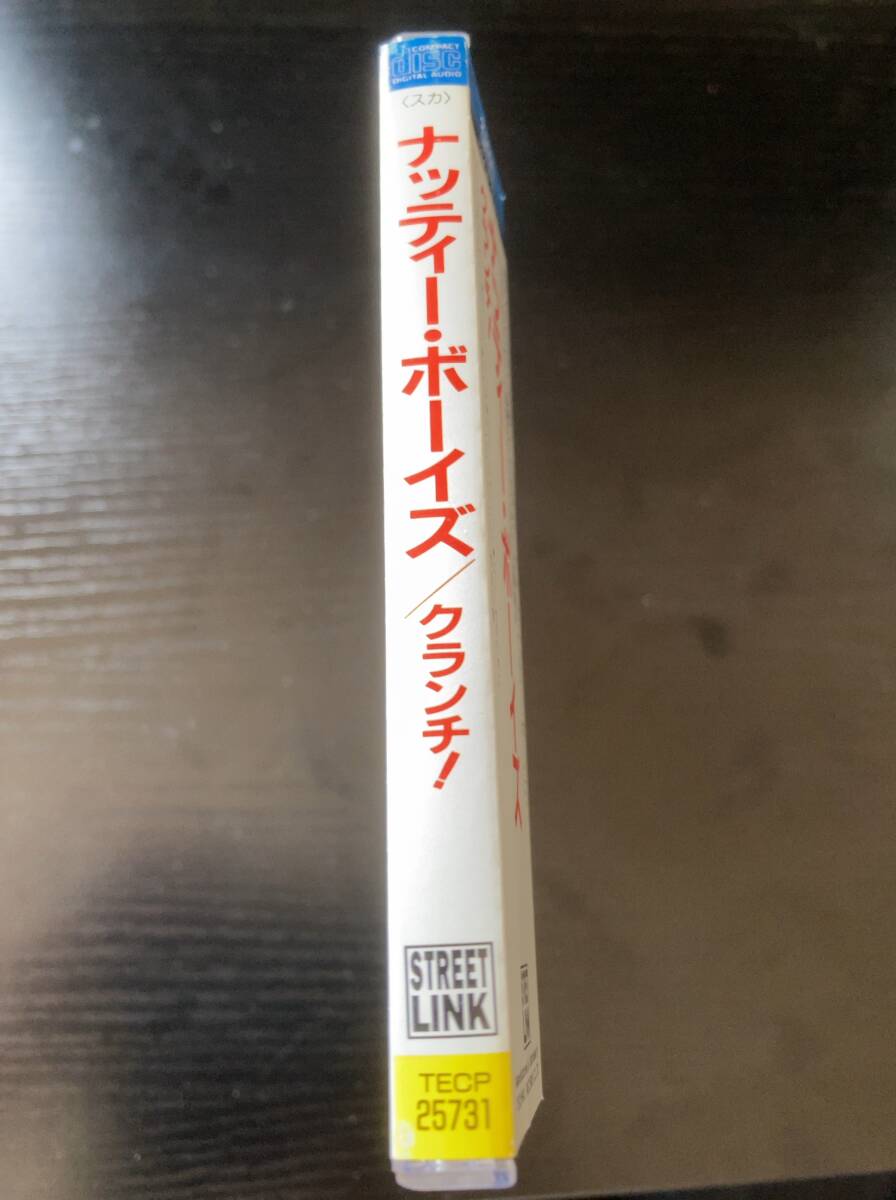 COMPACT
disc
DIGITAL AUDIO
〈スカ〉
ナッティー・ボーイズ／クランチ！
STREET
LINK
TECP
25731